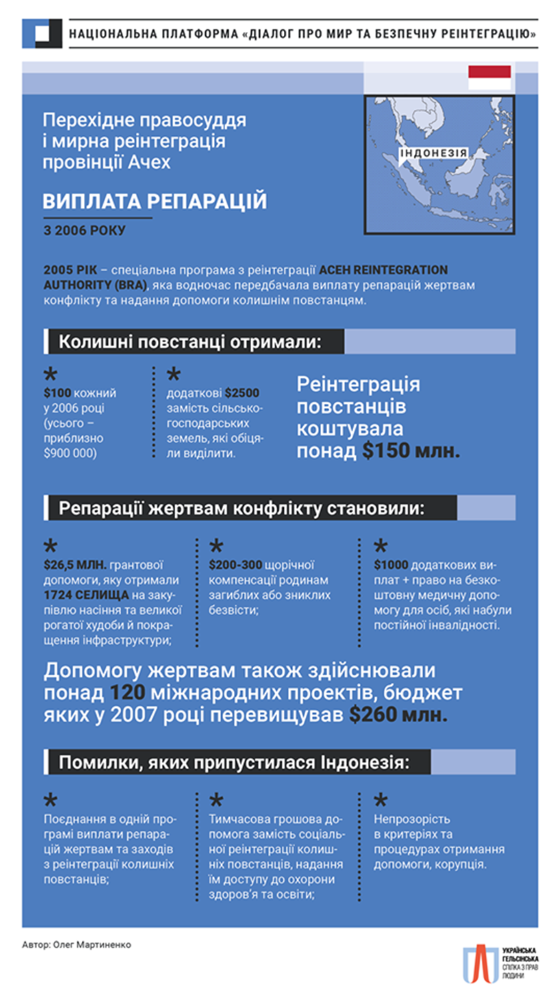 НАЦІОНАЛЬНА ПЛАТФОРМА «ДІАЛОГ ПРО МИР ТА БЕЗПЕЧНУ РЕІНТЕГРАЦІЮ»
Перехідне правосуддя
і мирна реінтеграція
провінції Ачех
ІНДОНЕЗІЯ
ВИПЛАТА РЕПАРАЦІЙ
З 2006 РОКУ
2005 РІК – спеціальна програма з реінтеграції ACEH REINTEGRATION
AUTHORITY (BRA), яка водночас передбачала виплату репарацій жертвам
конфлікту та надання допомоги колишнім повстанцям.
Колишні повстанці отримали:
*
$100 кожний
у 2006 році
(усього –
приблизно
$900 000)
*
додаткові $2500
замість сільсько-
господарських
земель, які обіця-
ли виділити.
Реінтеграція
повстанців
коштувала
понад $150 млн.
Репарації жертвам конфлікту становили:
*
$26,5 МЛН. грантової
допомоги, яку отримали
1724 СЕЛИЩА на заку-
півлю насіння та великої
рогатої худоби й покра-
щення інфраструктури;
*
$200-300 щорічної
компенсації родинам
загиблих або зниклих
безвісти;
*
$1000 додаткових ви-
плат + право на безко-
штовну медичну допо-
могу для осіб, які набули
постійної інвалідності.
Допомогу жертвам також здійснювали
понад 120 міжнародних проектів, бюджет
яких у 2007 році перевищував $260 млн.
Помилки, яких припустилася Індонезія:
*
Поєднання в одній про-
грамі виплати репара-
цій жертвам та заходів
з реінтеграції колишніх
повстанців;
*
Тимчасова грошова до-
помога замість соціаль-
ної реінтеграції колиш-
ніх повстанців, надання
їм доступу до охорони
здоров'я та освіти;
*
Непрозорість
в критеріях та
процедурах отримання
допомоги, корупція.
Автор: Олег Мартиненко
УКРАЇНСЬКА
ГЕЛЬСІНСЬКА
СПІЛКА З ПРАВ
ЛЮДИНИ